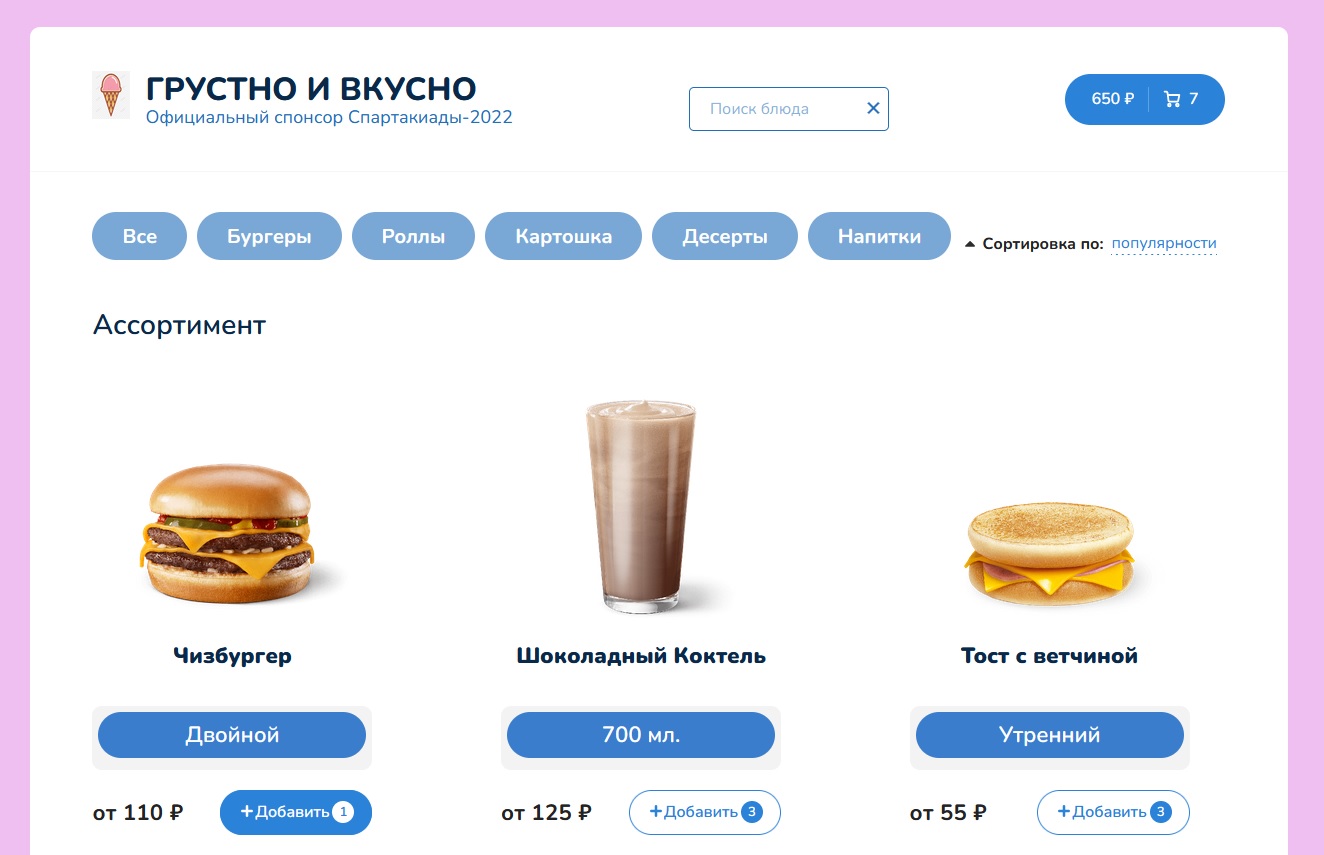 ГРУСТНО И ВКУСНО
Официальный спонсор Спартакиады-2022
Поиск блюда ✕
650 ₽ 7
Все Бургеры Роллы Картошка Десерты Напитки
Сортировка по: популярности
Ассортимент
Чизбургер
Шоколадный Коктель
Тост с ветчиной
Двойной
700 мл.
Утренний
от 110 ₽ +Добавить 1
от 125 ₽ +Добавить 3
от 55 ₽ +Добавить 3